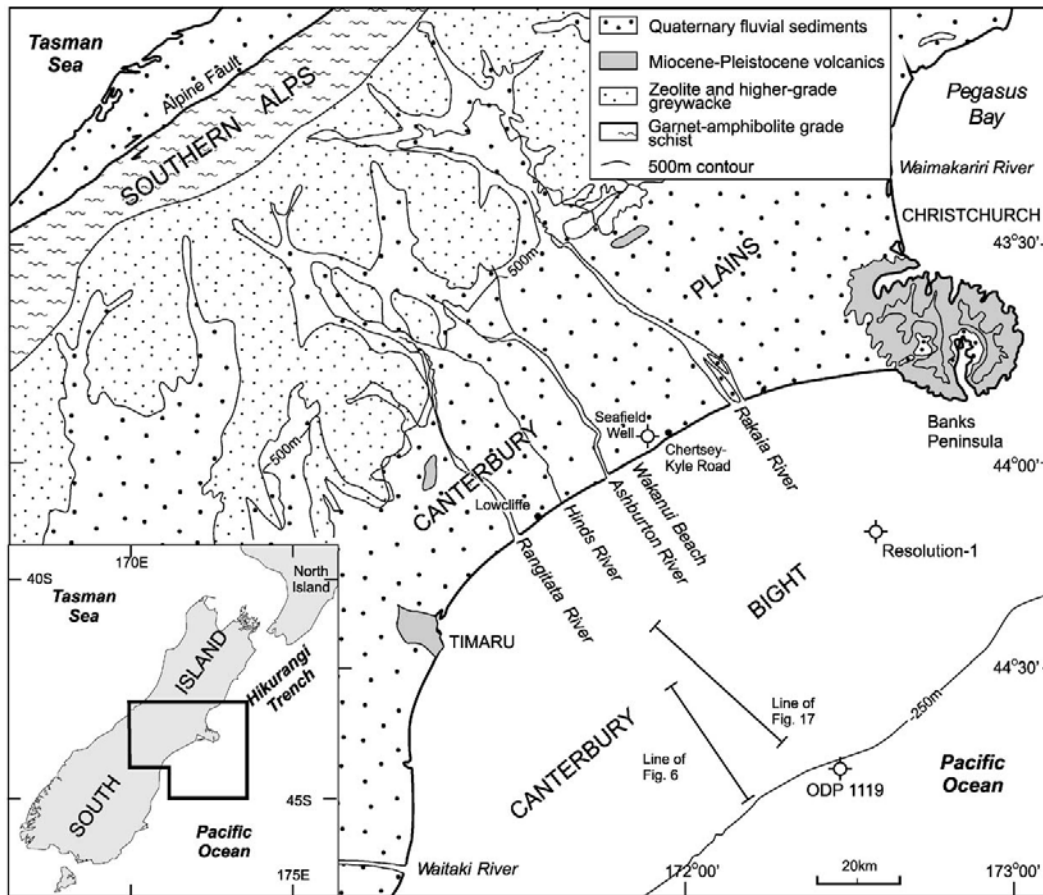 Tasman
Sea
Alpine Fault
SOUTHERN ALPS
Quaternary fluvial sediments
Miocene-Pleistocene volcanics
Zeolite and higher-grade
greywacke
Garnet-amphibolite grade
schist
500m contour
Pegasus
Bay
Waimakariri River
CHRISTCHURCH
43°30'
500m
PLAINS
Banks
Peninsula
Seafield
Well
Chertsey-
Kyle Road
Rakaia River
44°00'
500m
CANTERBURY
Lowcliffe
Wakanui Beach
Ashburton River
Hinds River
Rangitata River
Resolution-1
BIGHT
TIMARU
44°30'
-250m
Line of
Fig. 17
CANTERBURY
Line of
Fig. 6
ODP 1119
Pacific
Ocean
Waitaki River
172°00'
20km
173°00'
170E
40S
Tasman
Sea
North
Island
ISLAND
Hikurangi
Trench
SOUTH
45S
Pacific
Ocean
175E